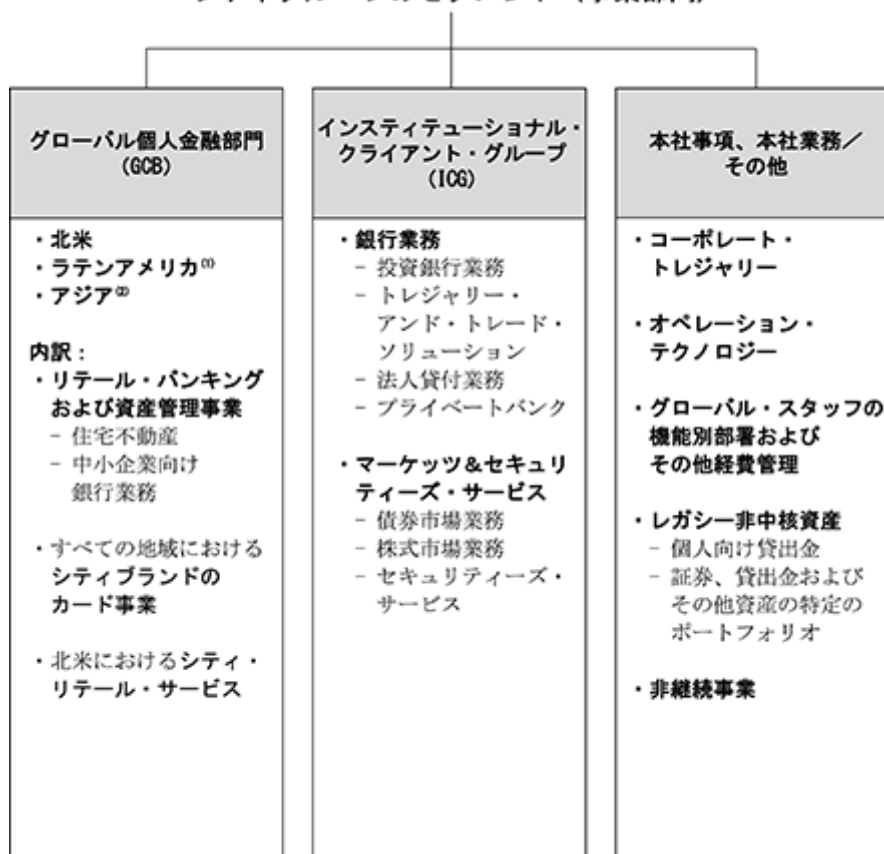 グローバル個人金融部門
(GCB)
・北米
・ラテンアメリカ(1)
・アジア(2)
内訳：
・リテール・バンキング
および資産管理事業
− 住宅不動産
− 中小企業向け
銀行業務
・すべての地域における
シティブランドの
カード事業
・北米におけるシティ・
リテール・サービス
インスティテューショナル・
クライアント・グループ
(ICG)
・銀行業務
− 投資銀行業務
− トレジャリー・
アンド・トレード・
ソリューション
− 法人貸付業務
− プライベートバンク
・マーケッツ＆セキュリ
ティーズ・サービス
− 債券市場業務
− 株式市場業務
− セキュリティーズ・
サービス
本社事項、本社業務／
その他
・コーポレート・
トレジャリー
・オペレーション・
テクノロジー
・グローバル・スタッフの
機能別部署および
その他経費管理
・レガシー非中核資産
− 個人向け貸出金
− 証券、貸出金および
その他資産の特定の
ポートフォリオ
・非継続事業